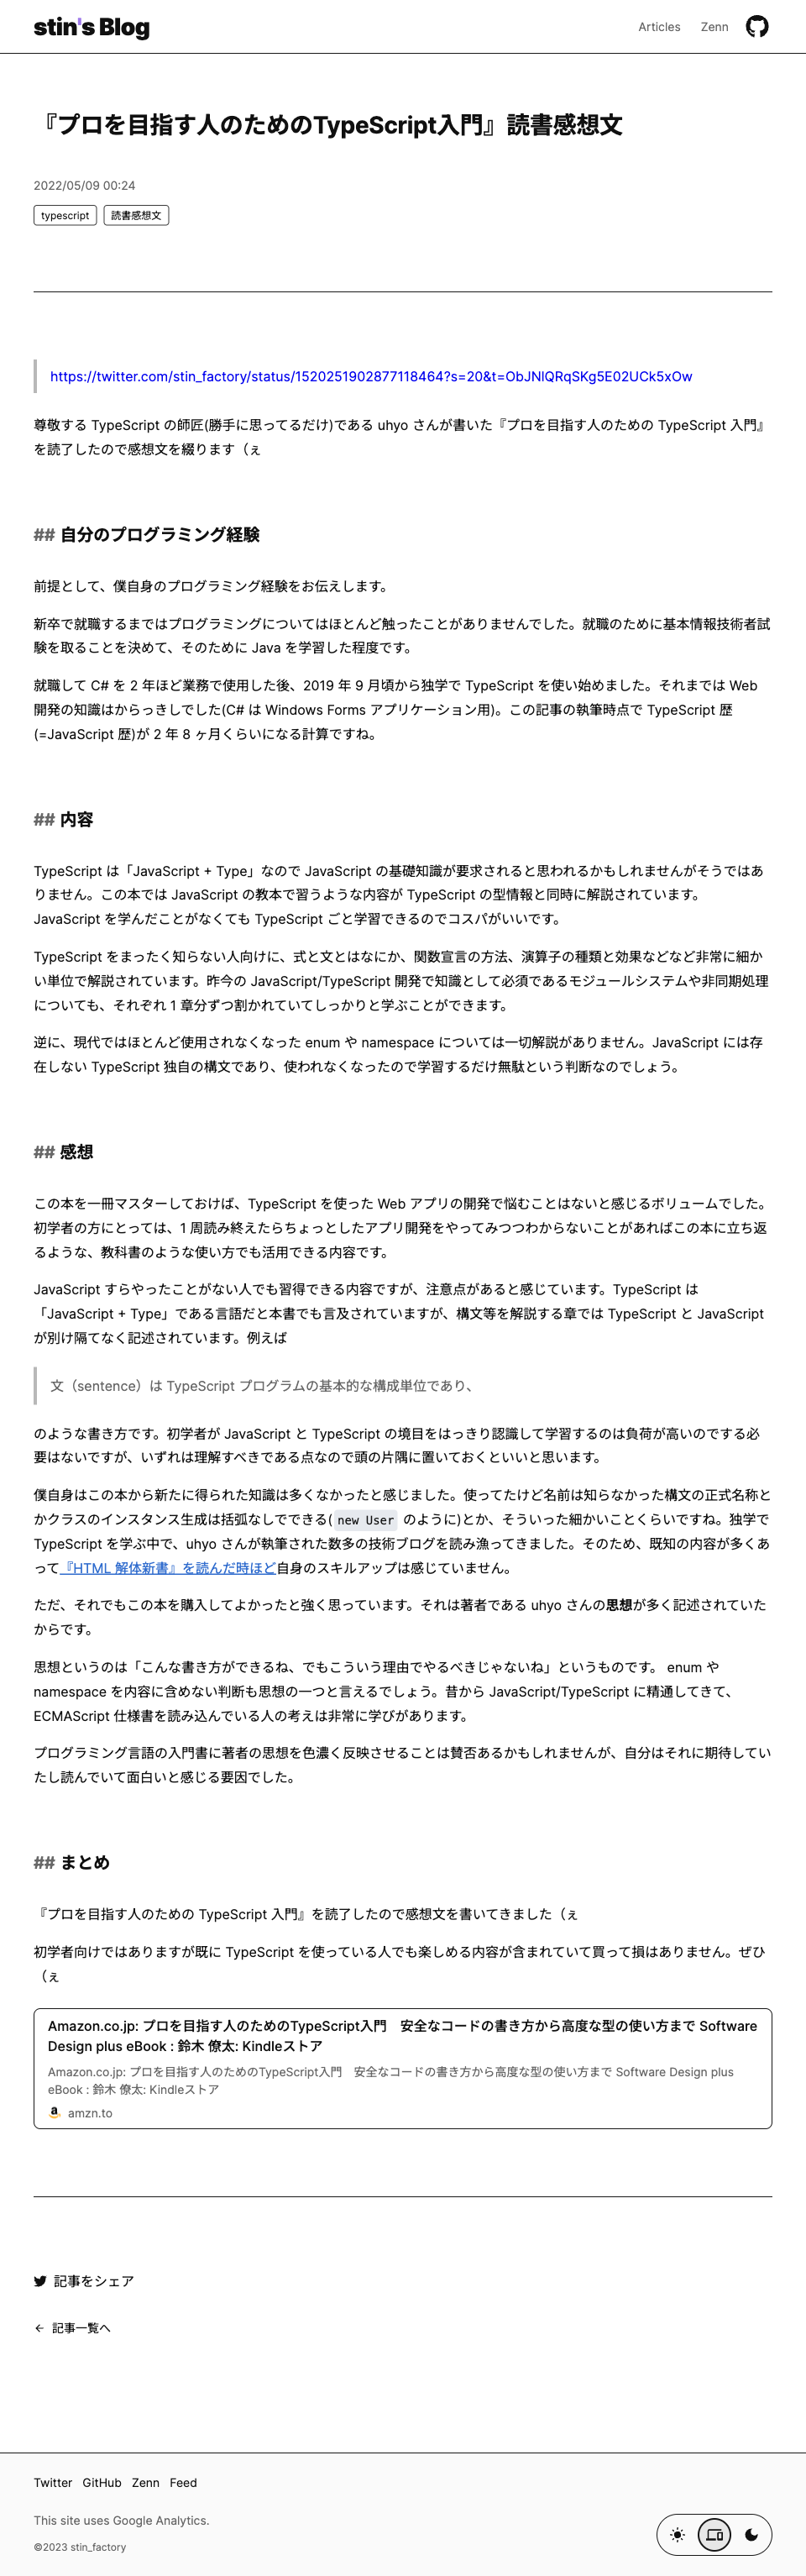 stin's Blog
Articles
Zenn
『プロを目指す人のためのTypeScript入門』読書感想文
2022/05/09 00:24
typescript
読書感想文
https://twitter.com/stin_factory/status/1520251902877118464?s=20&t=ObJNlQRqSKg5E02UCk5xOw
尊敬する TypeScript の師匠(勝手に思ってるだけ)である uhyo さんが書いた『プロを目指す人のための TypeScript 入門』
を読了したので感想文を綴ります（ぇ
## 自分のプログラミング経験
前提として、僕自身のプログラミング経験をお伝えします。
新卒で就職するまではプログラミングについてはほとんど触ったことがありませんでした。就職のために基本情報技術者試
験を取ることを決めて、そのために Java を学習した程度です。
就職して C# を 2 年ほど業務で使用した後、2019 年 9 月頃から独学で TypeScript を使い始めました。それまでは Web
開発の知識はからっきしでした(C# は Windows Forms アプリケーション用)。この記事の執筆時点で TypeScript 歴
(=JavaScript 歴)が 2 年 8 ヶ月くらいになる計算ですね。
## 内容
TypeScript は「JavaScript + Type」なので JavaScript の基礎知識が要求されると思われるかもしれませんがそうではあ
りません。この本では JavaScript の教本で習うような内容が TypeScript の型情報と同時に解説されています。
JavaScript を学んだことがなくても TypeScript ごと学習できるのでコスパがいいです。
TypeScript をまったく知らない人向けに、式と文とはなにか、関数宣言の方法、演算子の種類と効果などなど非常に細か
い単位で解説されています。昨今の JavaScript/TypeScript 開発で知識として必須であるモジュールシステムや非同期処理
についても、それぞれ 1 章分ずつ割かれていてしっかりと学ぶことができます。
逆に、現代ではほとんど使用されなくなった enum や namespace については一切解説がありません。JavaScript には存
在しない TypeScript 独自の構文であり、使われなくなったので学習するだけ無駄という判断なのでしょう。
## 感想
この本を一冊マスターしておけば、TypeScript を使った Web アプリの開発で悩むことはないと感じるボリュームでした。
初学者の方にとっては、1 周読み終えたらちょっとしたアプリ開発をやってみつつわからないことがあればこの本に立ち返
るような、教科書のような使い方でも活用できる内容です。
JavaScript すらやったことがない人でも習得できる内容ですが、注意点があると感じています。TypeScript は
「JavaScript + Type」である言語だと本書でも言及されていますが、構文等を解説する章では TypeScript と JavaScript
が別け隔てなく記述されています。例えば
文（sentence）は TypeScript プログラムの基本的な構成単位であり、
のような書き方です。初学者が JavaScript と TypeScript の境目をはっきり認識して学習するのは負荷が高いのでする必
要はないですが、いずれは理解すべきである点なので頭の片隅に置いておくといいと思います。
僕自身はこの本から新たに得られた知識は多くなかったと感じました。使ってたけど名前は知らなかった構文の正式名称と
かクラスのインスタンス生成は括弧なしでできる( new User のように)とか、そういった細かいことくらいですね。独学で
TypeScript を学ぶ中で、uhyo さんが執筆された数多の技術ブログを読み漁ってきました。そのため、既知の内容が多くあ
って『HTML 解体新書』を読んだ時ほど自身のスキルアップは感じていません。
ただ、それでもこの本を購入してよかったと強く思っています。それは著者である uhyo さんの思想が多く記述されていた
からです。
思想というのは「こんな書き方ができるね、でもこういう理由でやるべきじゃないね」というものです。 enum や
namespace を内容に含めない判断も思想の一つと言えるでしょう。昔から JavaScript/TypeScript に精通してきて、
ECMAScript 仕様書を読み込んでいる人の考えは非常に学びがあります。
プログラミング言語の入門書に著者の思想を色濃く反映させることは賛否あるかもしれませんが、自分はそれに期待してい
たし読んでいて面白いと感じる要因でした。
## まとめ
『プロを目指す人のための TypeScript 入門』を読了したので感想文を書いてきました（ぇ
初学者向けではありますが既に TypeScript を使っている人でも楽しめる内容が含まれていて買って損はありません。ぜひ
（ぇ
Amazon.co.jp: プロを目指す人のためのTypeScript入門　安全なコードの書き方から高度な型の使い方まで Software
Design plus eBook : 鈴木 僚太: Kindleストア
Amazon.co.jp: プロを目指す人のためのTypeScript入門　安全なコードの書き方から高度な型の使い方まで Software Design plus
eBook : 鈴木 僚太: Kindleストア
amzn.to
記事をシェア
← 記事一覧へ
Twitter
GitHub
Zenn
Feed
This site uses Google Analytics.
©2023 stin_factory